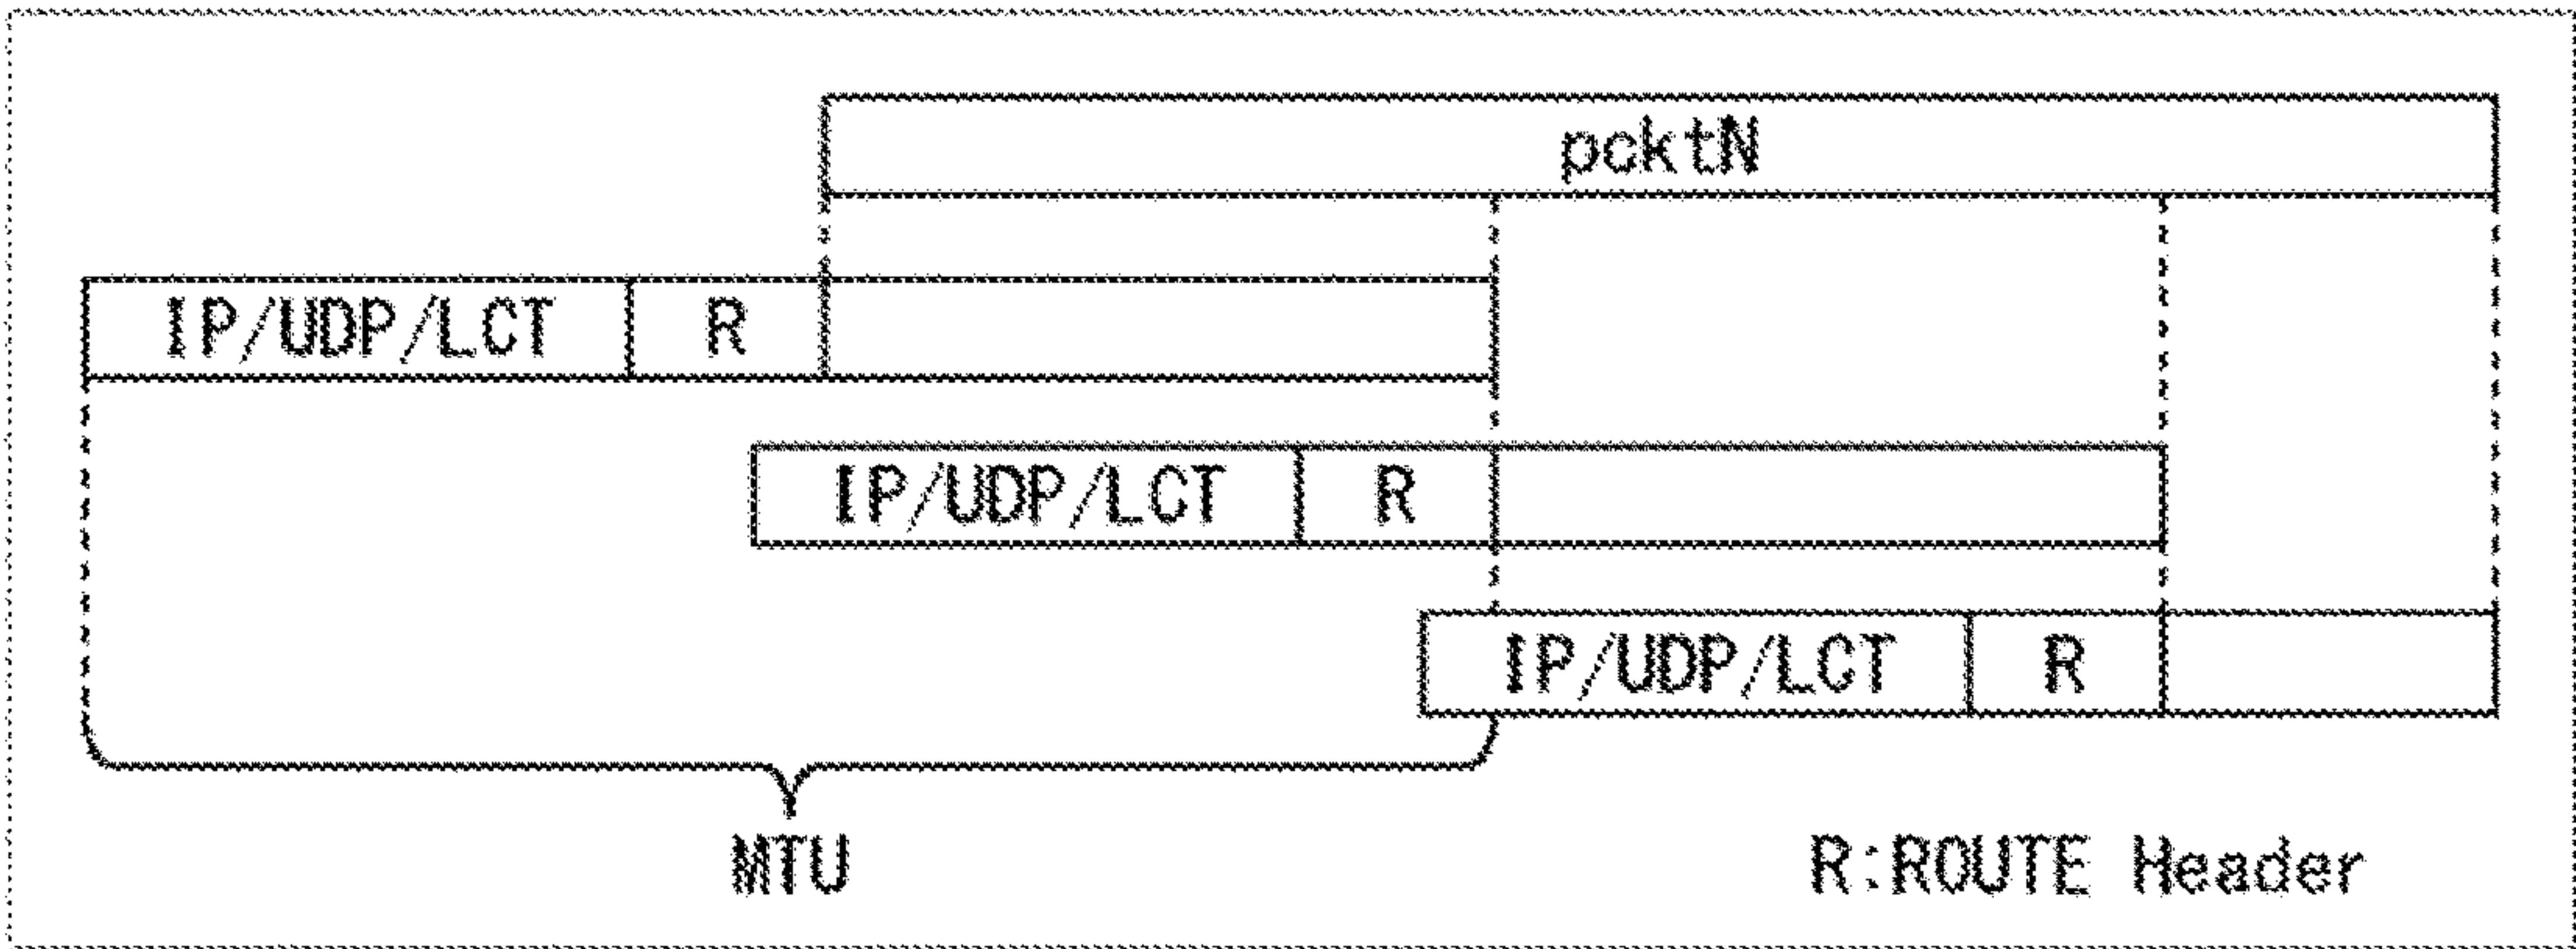 pcktN
IP/UDP/LCT R
IP/UDP/LCT R
IP/UDP/LCT R
MTU
R:ROUTE Header